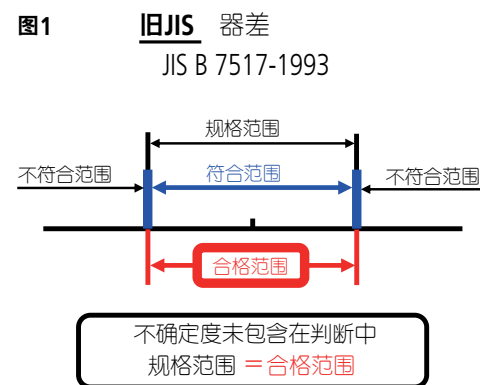 图1 旧JIS 器差
JIS B 7517-1993
规格范围
不符合范围 符合范围 不符合范围
合格范围
不确定度未包含在判断中
规格范围＝合格范围